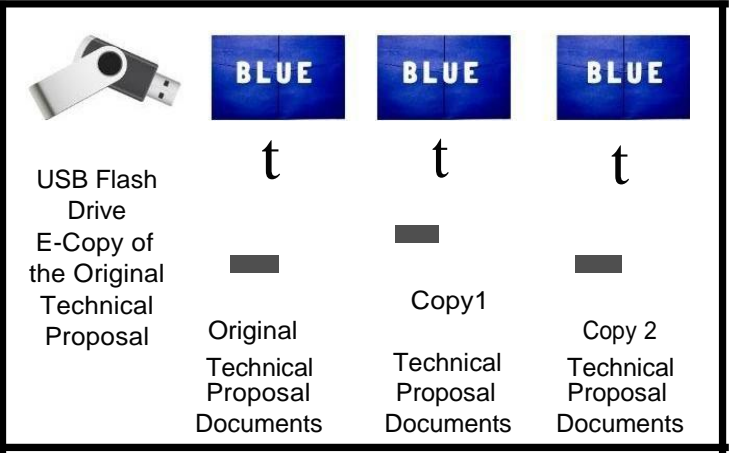 BLUE BLUE BLUE
t t t
USB Flash
Drive
E-Copy of
the Original
Technical
Proposal
Original
Technical
Proposal
Documents
Copy1
Technical
Proposal
Documents
Copy 2
Technical
Proposal
Documents